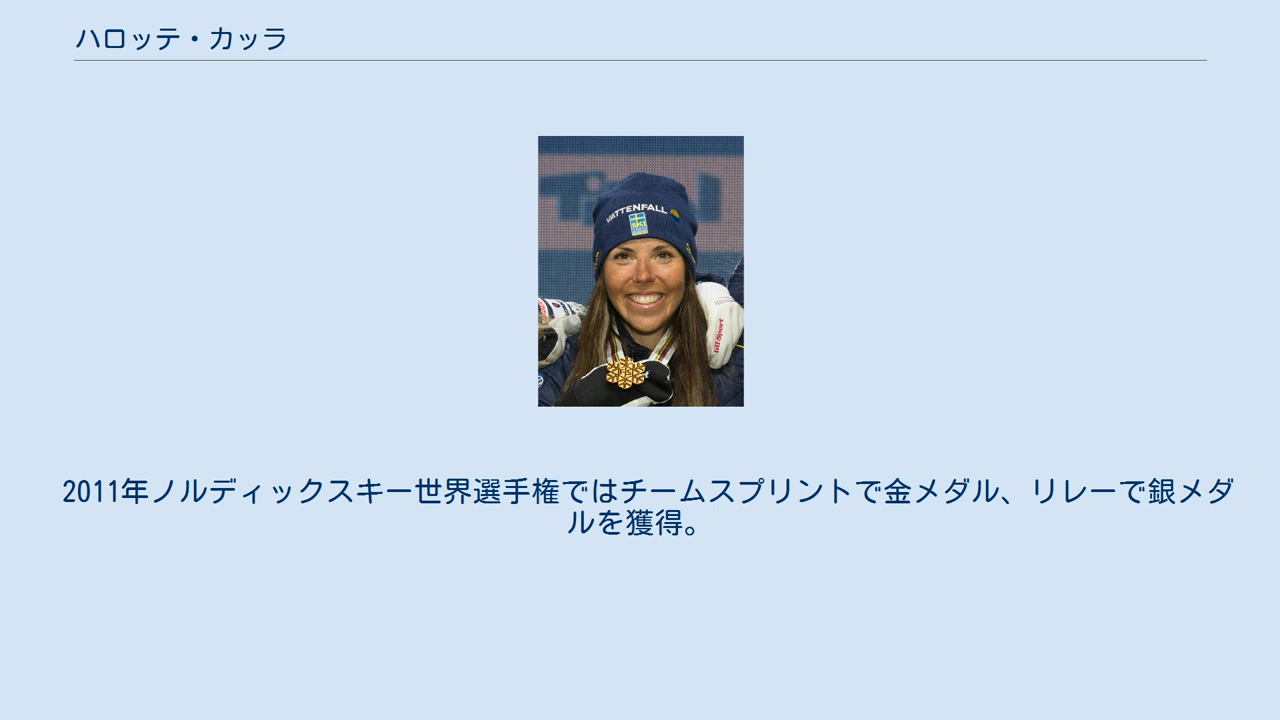 ハロッテ・カッラ
VATTENFALL
2011年ノルディックスキー世界選手権ではチームスプリントで金メダル、リレーで銀メダ
ルを獲得。